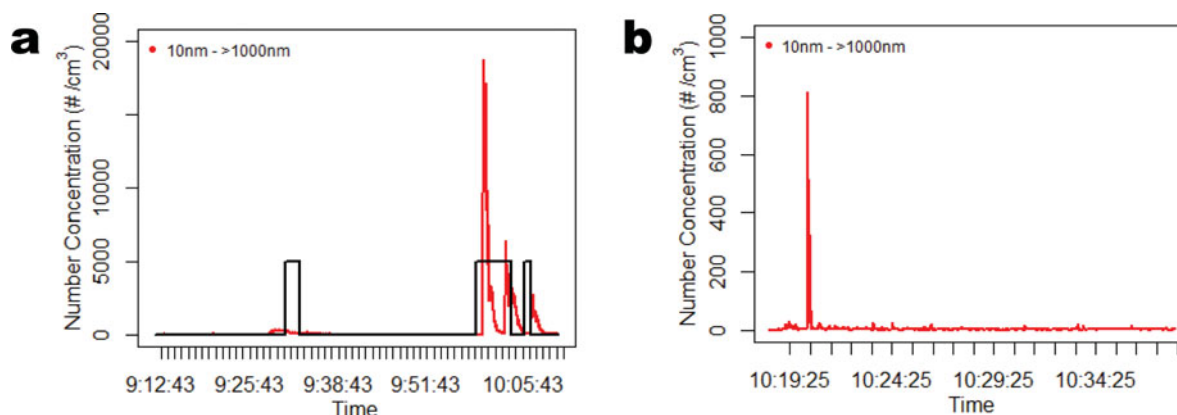 a
Number Concentration (# /cm³)
20000
10000
5000
0
10nm - >1000nm
9:12:43 9:25:43 9:38:43 9:51:43 10:05:43
Time
b
Number Concentration (# /cm³)
1000
800
600
400
200
0
10nm - >1000nm
10:19:25 10:24:25 10:29:25 10:34:25
Time